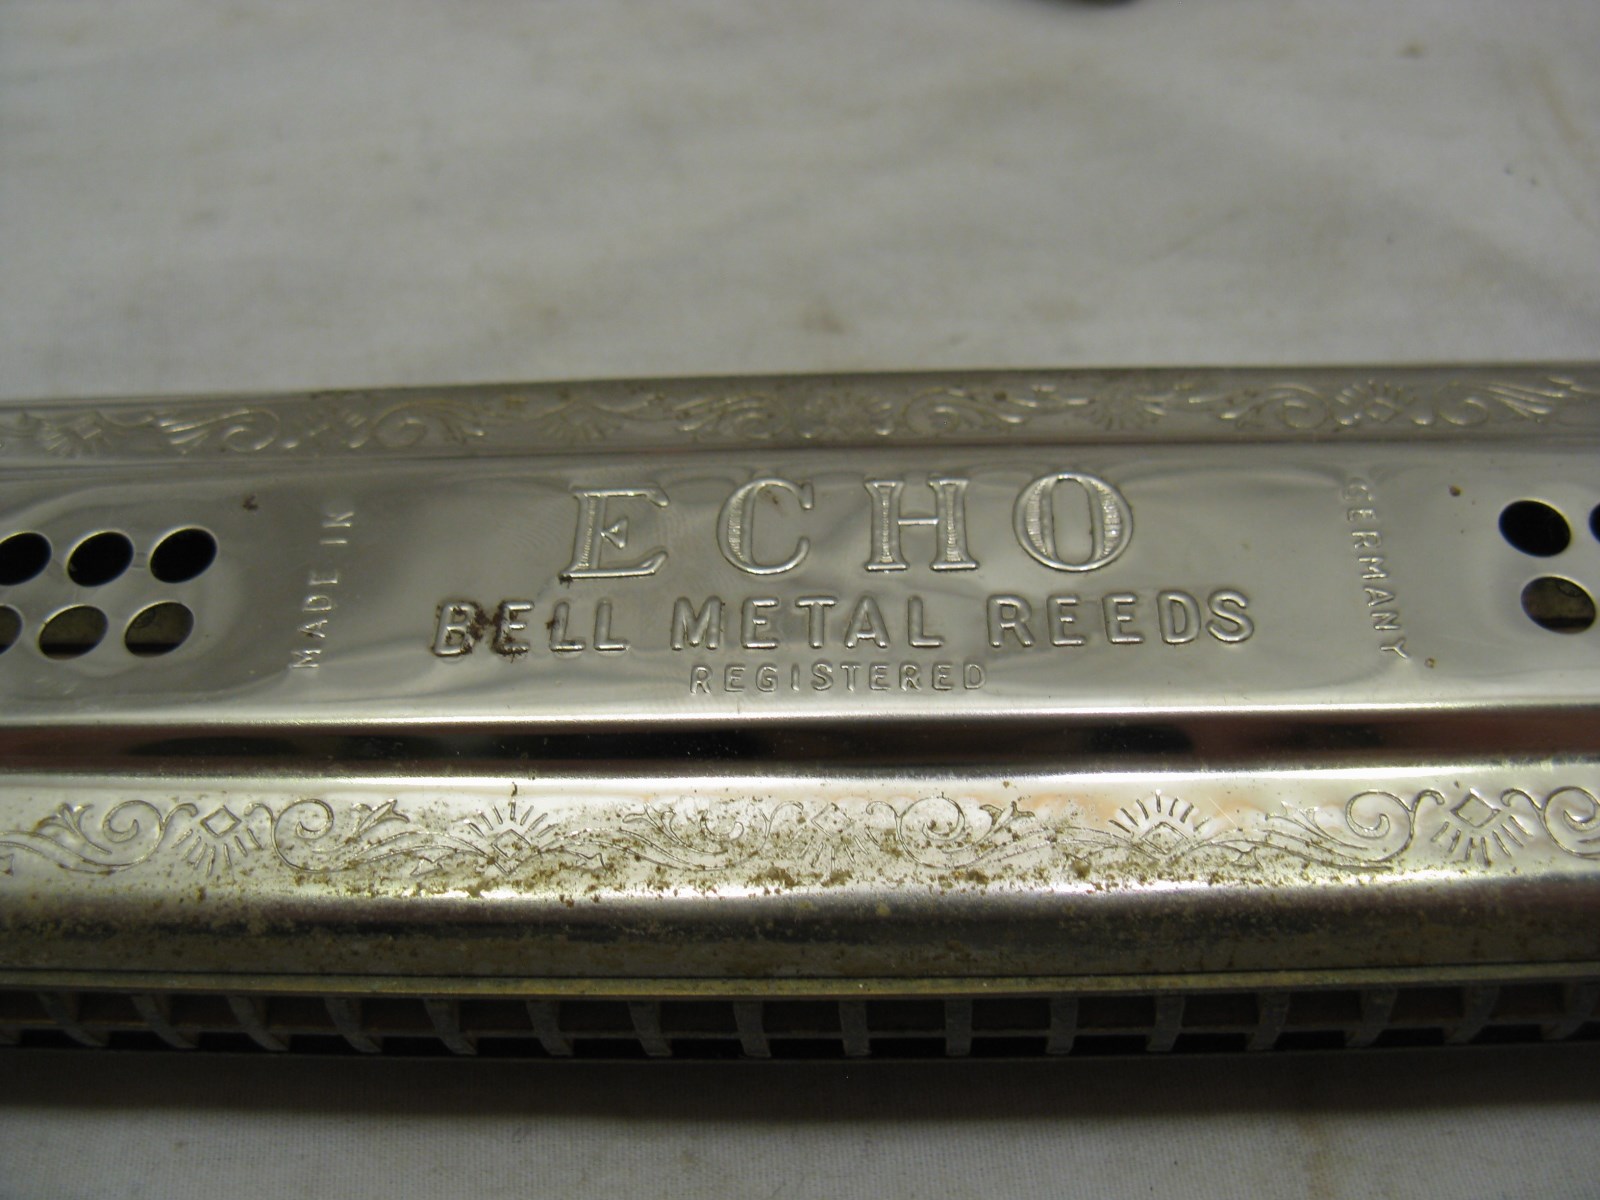 MADE IN
ECHO
BELL METAL REEDS
REGISTERED
GERMANY